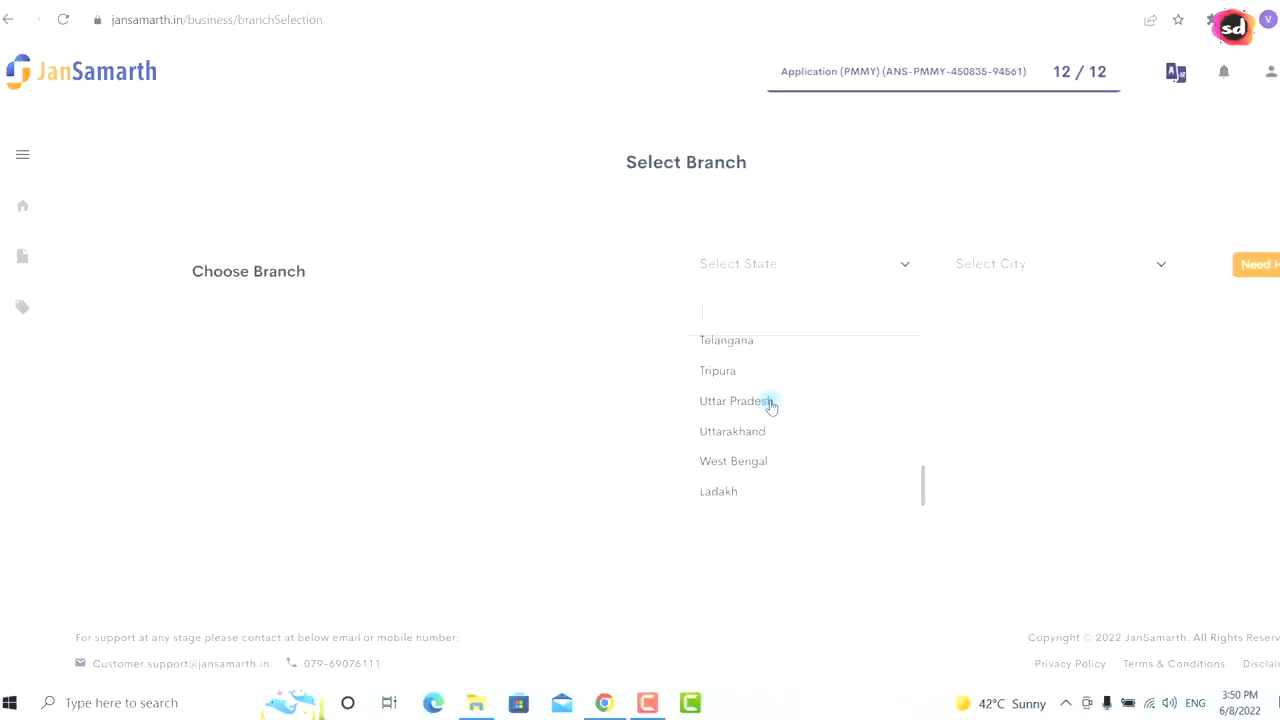 jansamarth.in/business/branchSelection
sd
V
JanSamarth
Application (PMMY) (ANS-PMMY-450835-94561) 12 / 12
Select Branch
Choose Branch
Select State
Select City
Need
Telangana
Tripura
Uttar Pradesh
Uttarakhand
West Bengal
Ladakh
For support at any stage please contact at below email or mobile number:
Customer.support@jansamarth.in 079-69076111
Copyright © 2022 JanSamarth. All Rights Reserv
Privacy Policy Terms & Conditions Disclai
Type here to search
42°C Sunny
ENG
3:50 PM
6/8/2022